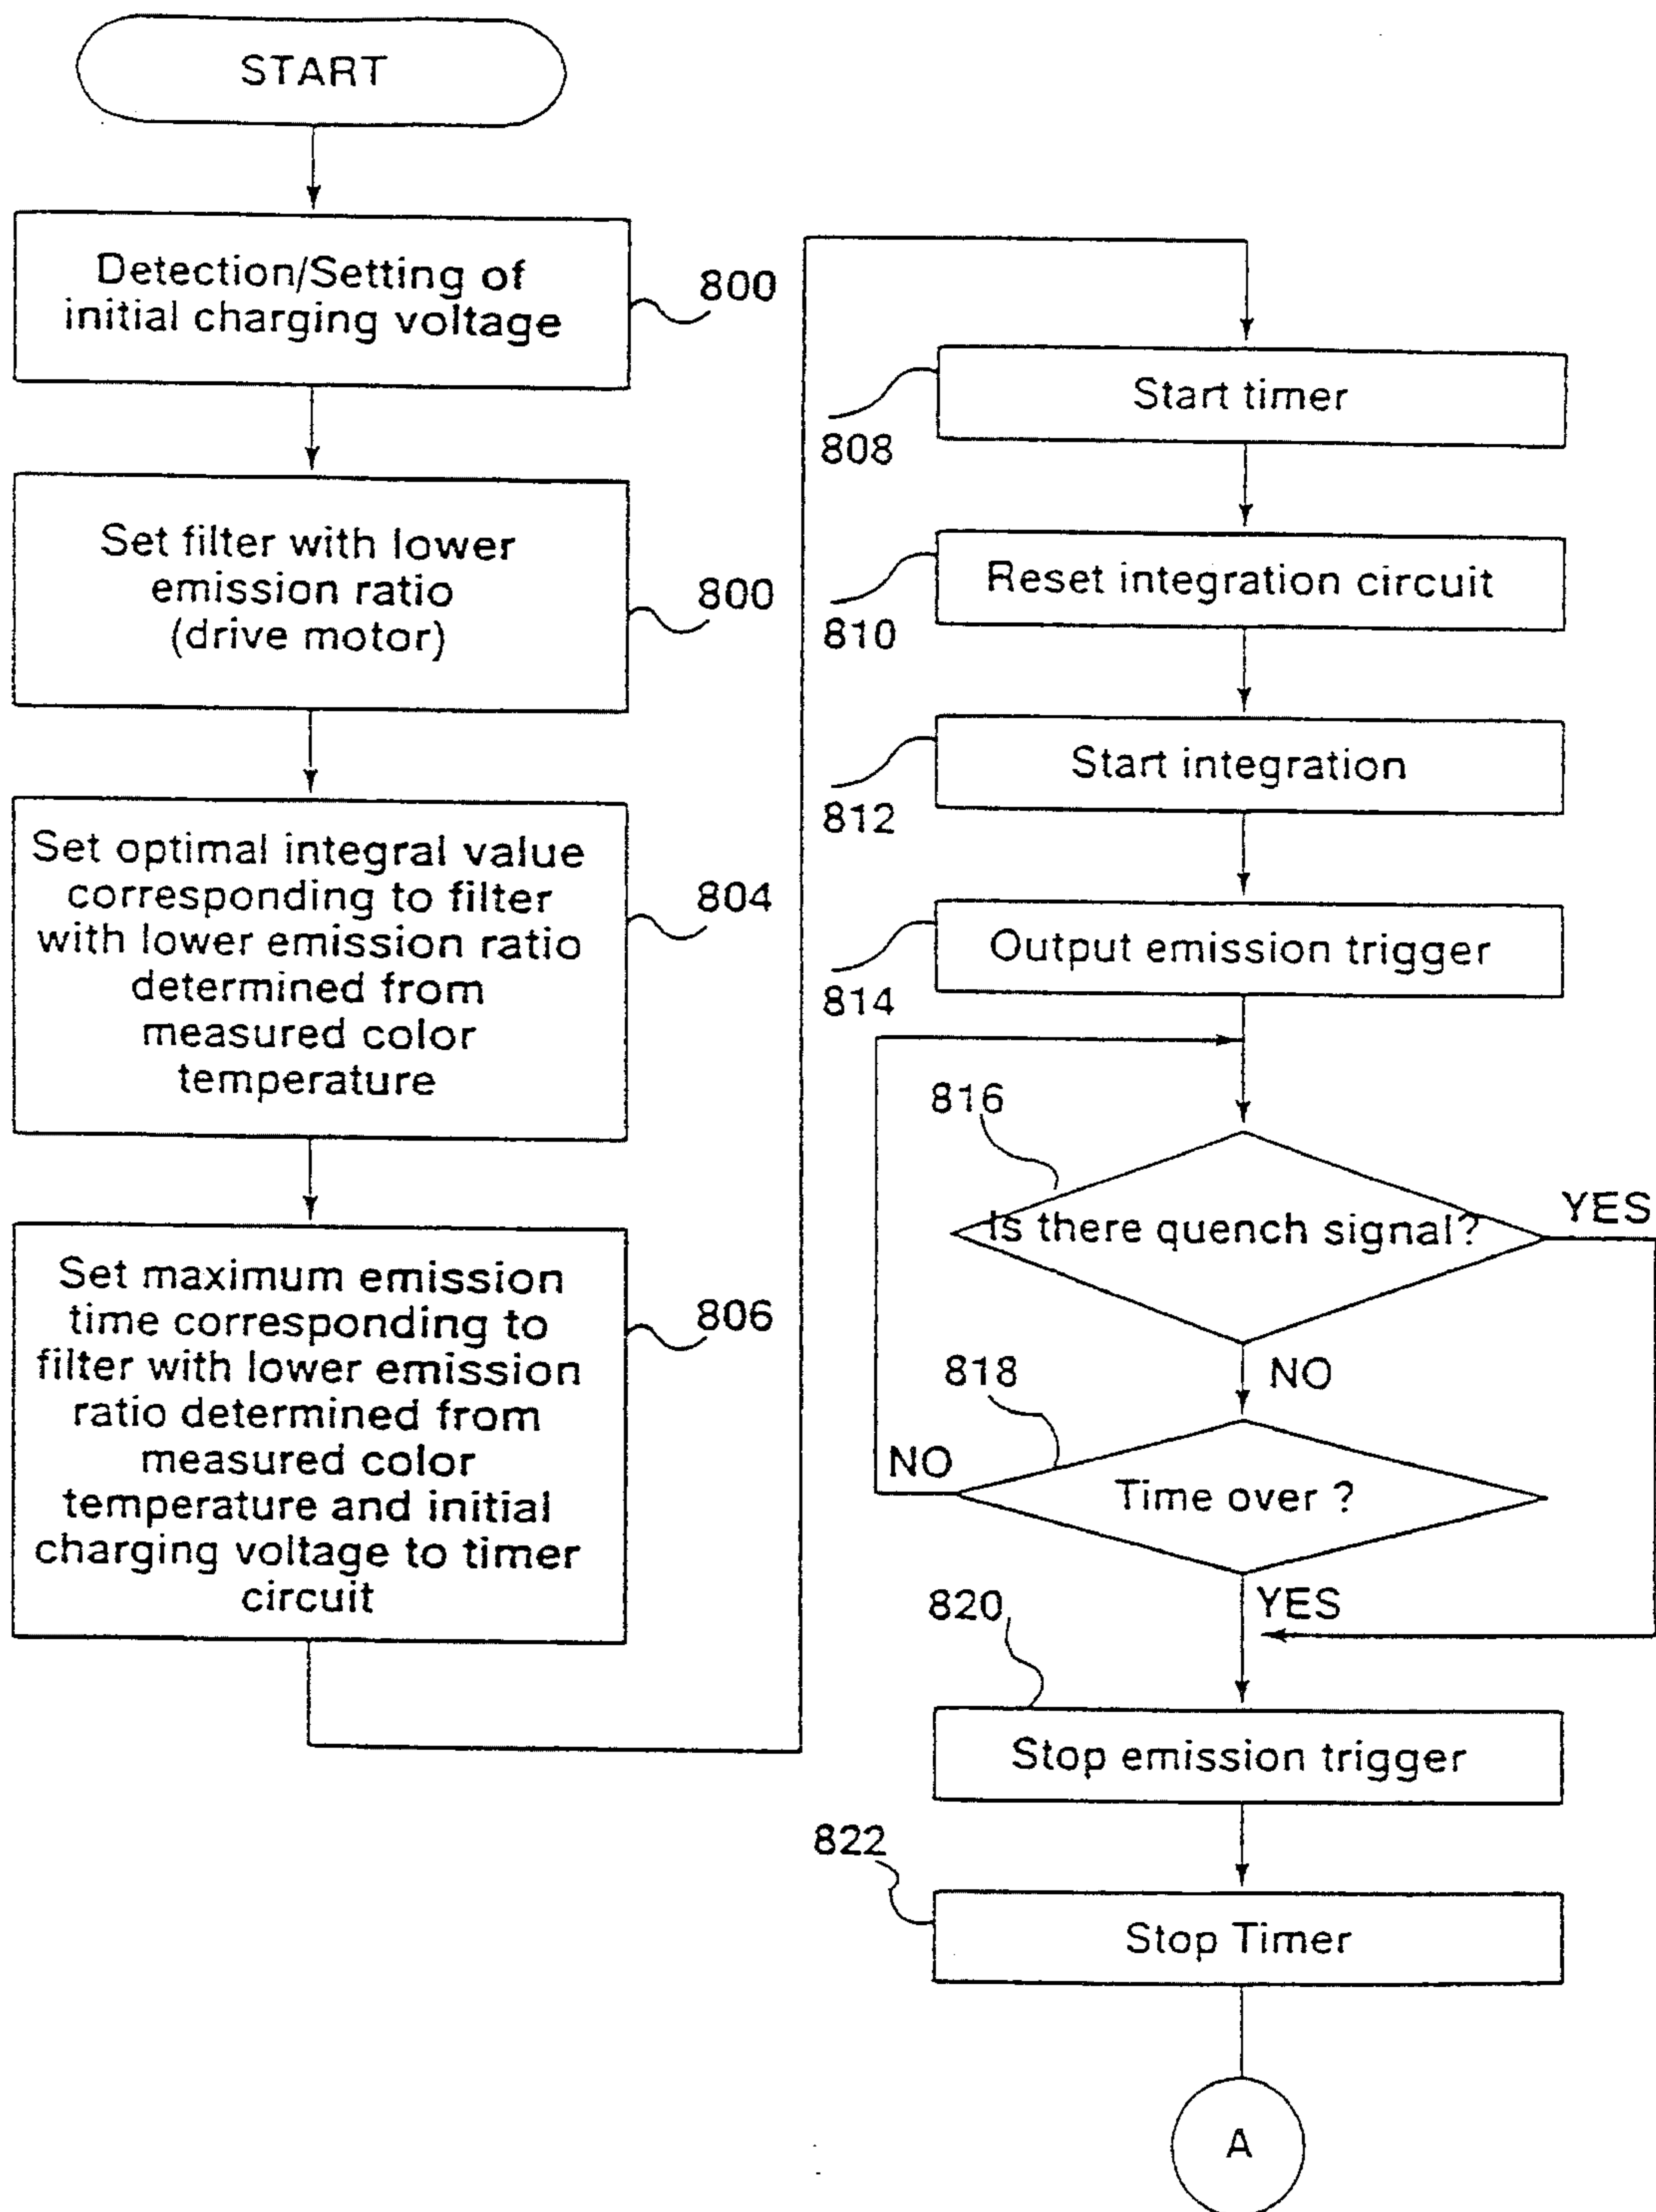 START
Detection/Setting of
initial charging voltage
800
Set filter with lower
emission ratio
(drive motor)
800
Set optimal integral value
corresponding to filter
with lower emission ratio
determined from
measured color
temperature
804
Set maximum emission
time corresponding to
filter with lower emission
ratio determined from
measured color
temperature and initial
charging voltage to timer
circuit
806
Start timer
808
Reset integration circuit
810
Start integration
812
Output emission trigger
814
816
Is there quench signal?
YES
NO
818
NO
Time over ?
YES
820
Stop emission trigger
822
Stop Timer
A